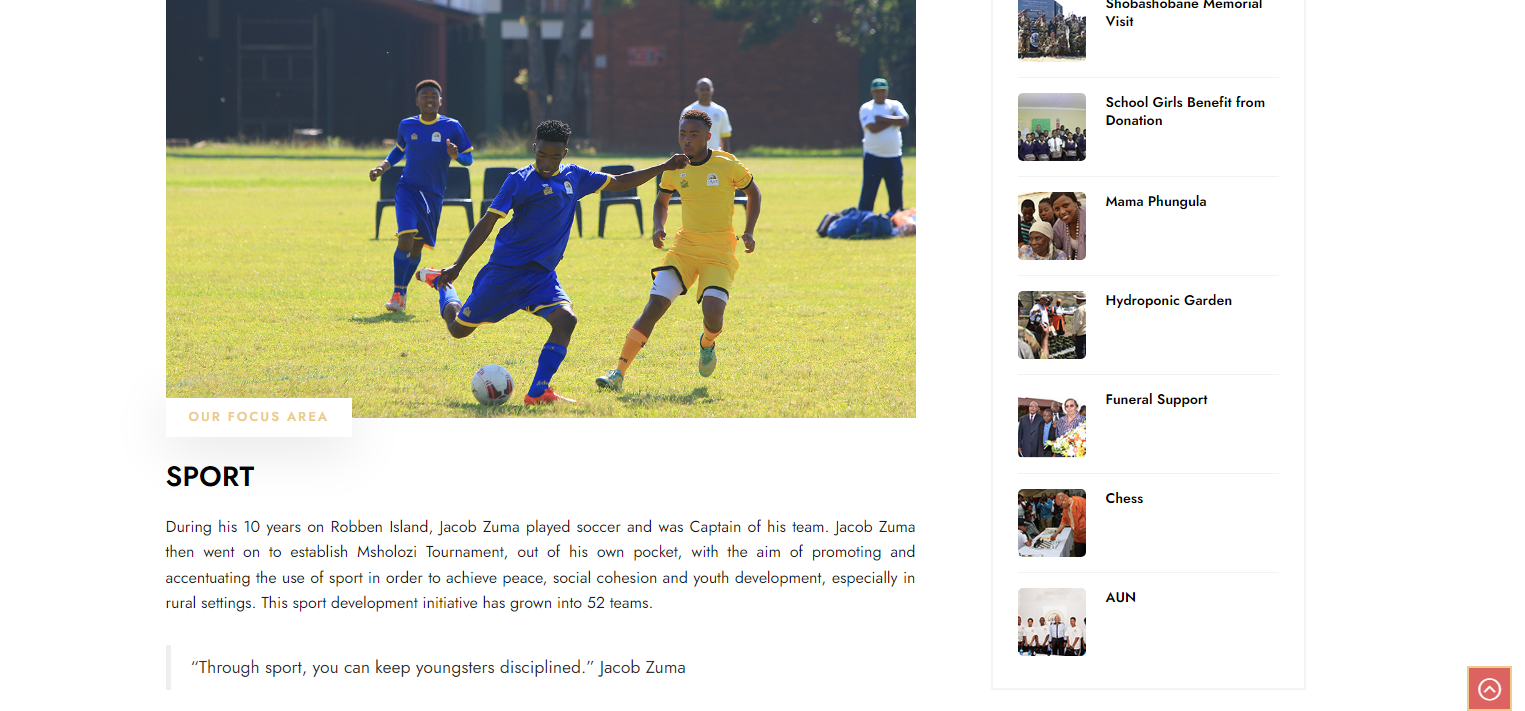 OUR FOCUS AREA
SPORT
During his 10 years on Robben Island, Jacob Zuma played soccer and was Captain of his team. Jacob Zuma
then went on to establish Msholozi Tournament, out of his own pocket, with the aim of promoting and
accentuating the use of sport in order to achieve peace, social cohesion and youth development, especially in
rural settings. This sport development initiative has grown into 52 teams.
“Through sport, you can keep youngsters disciplined.” Jacob Zuma
Shobashobane Memorial
Visit
School Girls Benefit from
Donation
Mama Phungula
Hydroponic Garden
Funeral Support
Chess
AUN